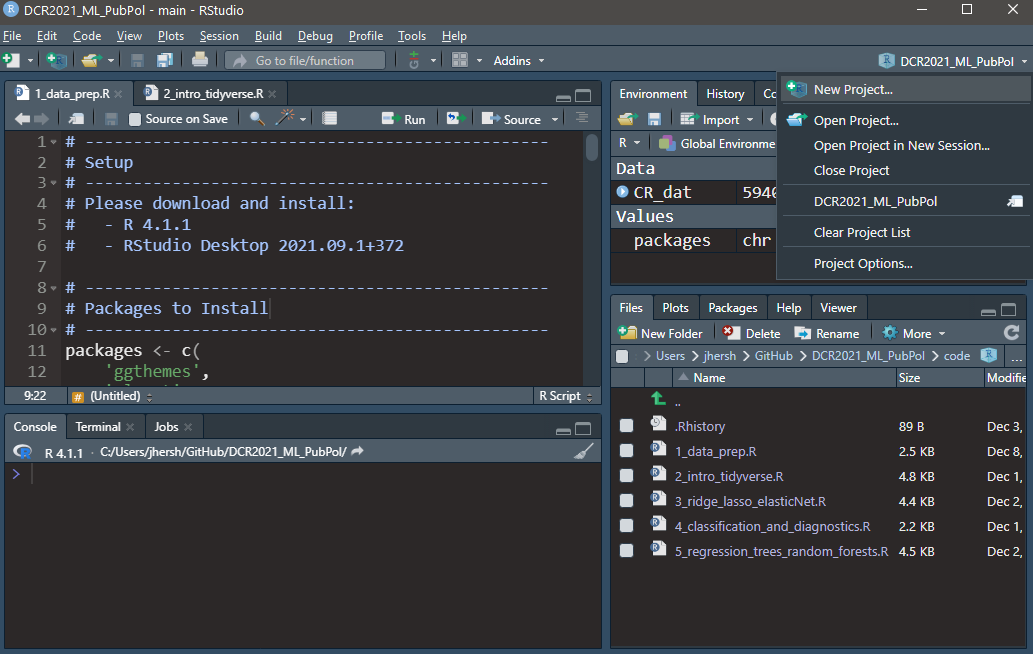 DCR2021_ML_PubPol - main - RStudio
File Edit Code View Plots Session Build Debug Profile Tools Help
Go to file/function Addins DCR2021_ML_PubPol
1_data_prep.R 2_intro_tidyverse.R
Source on Save Run Source
1 # ---------------------------------------------
2 # Setup
3 # ---------------------------------------------
4 # Please download and install:
5 #   - R 4.1.1
6 #   - RStudio Desktop 2021.09.1+372
7
8 # ---------------------------------------------
9 # Packages to Install
10 # ---------------------------------------------
11 packages <- c(
12     'ggthemes',
9:22 # (Untitled) R Script
Console Terminal Jobs
R 4.1.1 · C:/Users/jhersh/GitHub/DCR2021_ML_PubPol/
>
Environment History Co
Import
R Global Environme
Data
CR_dat 5940
Values
packages chr
New Project...
Open Project...
Open Project in New Session...
Close Project
DCR2021_ML_PubPol
Clear Project List
Project Options...
Files Plots Packages Help Viewer
New Folder Delete Rename More
Users > jhersh > GitHub > DCR2021_ML_PubPol > code ...
Name Size Modifie
..
.Rhistory 89 B Dec 3,
1_data_prep.R 2.5 KB Dec 8,
2_intro_tidyverse.R 4.8 KB Dec 1,
3_ridge_lasso_elasticNet.R 4.4 KB Dec 2,
4_classification_and_diagnostics.R 2.2 KB Dec 1,
5_regression_trees_random_forests.R 4.5 KB Dec 2,